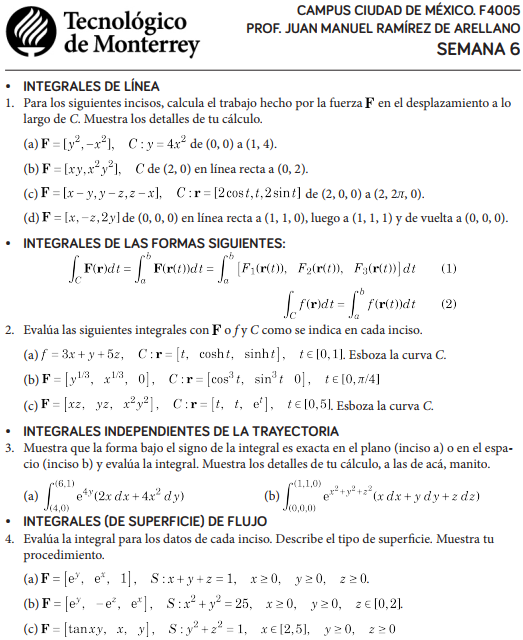 Tecnológico
de Monterrey
CAMPUS CIUDAD DE MÉXICO. F4005
PROF. JUAN MANUEL RAMÍREZ DE ARELLANO
SEMANA 6
• INTEGRALES DE LÍNEA
1. Para los siguientes incisos, calcula el trabajo hecho por la fuerza F en el desplazamiento a lo
largo de C. Muestra los detalles de tu cálculo.
(a) F = [y², −x²], C : y = 4x² de (0, 0) a (1, 4).
(b) F = [xy, x²y²], C de (2, 0) en línea recta a (0, 2).
(c) F = [x − y, y − z, z − x], C : r = [2 cos t, t, 2 sin t] de (2, 0, 0) a (2, 2π, 0).
(d) F = [x, −z, 2y] de (0, 0, 0) en línea recta a (1, 1, 0), luego a (1, 1, 1) y de vuelta a (0, 0, 0).
• INTEGRALES DE LAS FORMAS SIGUIENTES:
∫_C F(r)dt = ∫_a^b F(r(t))dt = ∫_a^b [F₁(r(t)), F₂(r(t)), F₃(r(t))] dt (1)
∫_C f(r)dt = ∫_a^b f(r(t))dt (2)
2. Evalúa las siguientes integrales con F o f y C como se indica en cada inciso.
(a) f = 3x + y + 5z, C : r = [t, cosh t, sinh t], t ∈ [0, 1]. Esboza la curva C.
(b) F = [y^{1/3}, x^{1/3}, 0], C : r = [cos³ t, sin³ t 0], t ∈ [0, π/4]
(c) F = [xz, yz, x²y²], C : r = [t, t, e^t], t ∈ [0, 5]. Esboza la curva C.
• INTEGRALES INDEPENDIENTES DE LA TRAYECTORIA
3. Muestra que la forma bajo el signo de la integral es exacta en el plano (inciso a) o en el espa-
cio (inciso b) y evalúa la integral. Muestra los detalles de tu cálculo, a las de acá, manito.
(a) ∫_{(4,0)}^{(6,1)} e^{4y}(2x dx + 4x² dy) (b) ∫_{(0,0,0)}^{(1,1,0)} e^{x²+y²+z²}(x dx + y dy + z dz)
• INTEGRALES (DE SUPERFICIE) DE FLUJO
4. Evalúa la integral para los datos de cada inciso. Describe el tipo de superficie. Muestra tu
procedimiento.
(a) F = [e^y, e^x, 1], S : x + y + z = 1, x ≥ 0, y ≥ 0, z ≥ 0.
(b) F = [e^y, −e^z, e^x], S : x² + y² = 25, x ≥ 0, y ≥ 0, z ∈ [0, 2].
(c) F = [tan xy, x, y], S : y² + z² = 1, x ∈ [2, 5], y ≥ 0, z ≥ 0